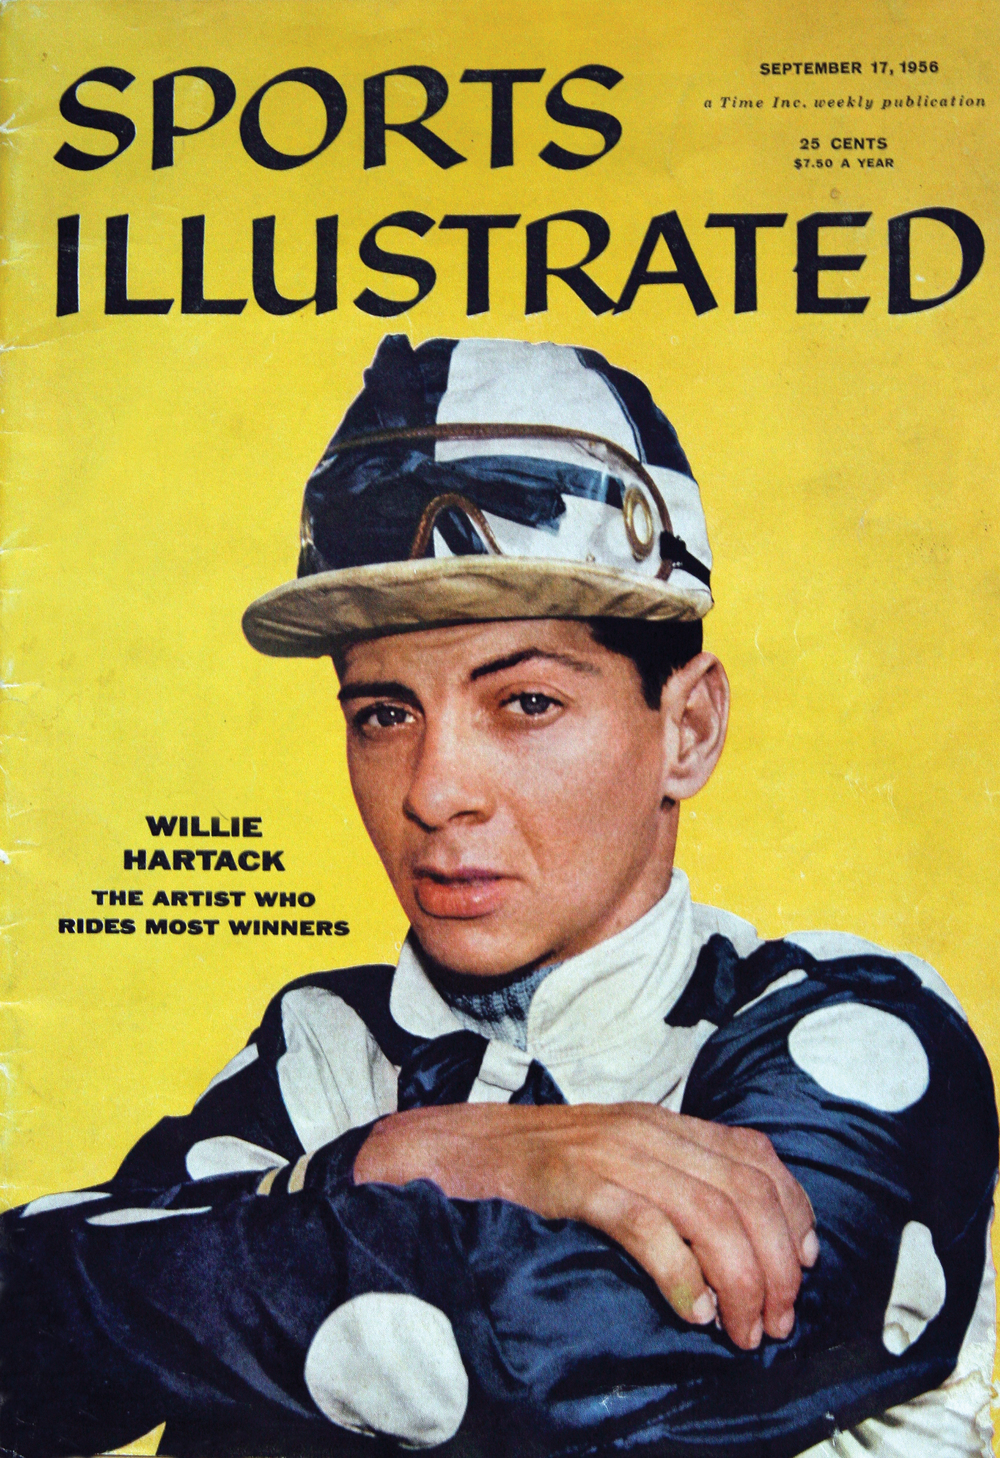 SPORTS
ILLUSTRATED
SEPTEMBER 17, 1956
a Time Inc. weekly publication
25 CENTS
$7.50 A YEAR
WILLIE
HARTACK
THE ARTIST WHO
RIDES MOST WINNERS